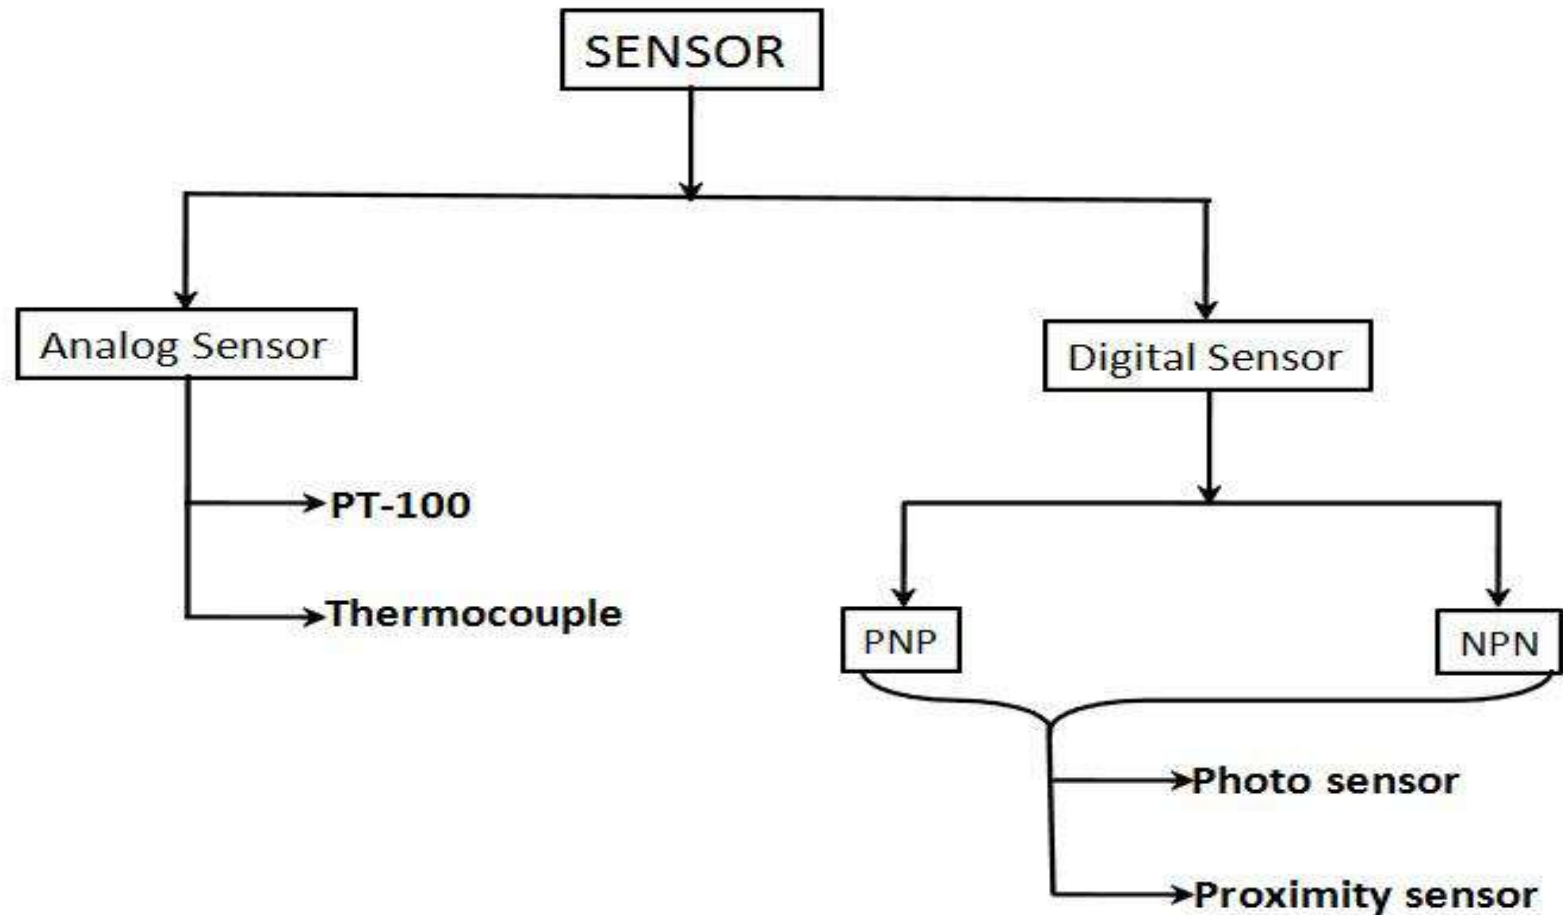 SENSOR
Analog Sensor
Digital Sensor
PT-100
Thermocouple
PNP
NPN
Photo sensor
Proximity sensor